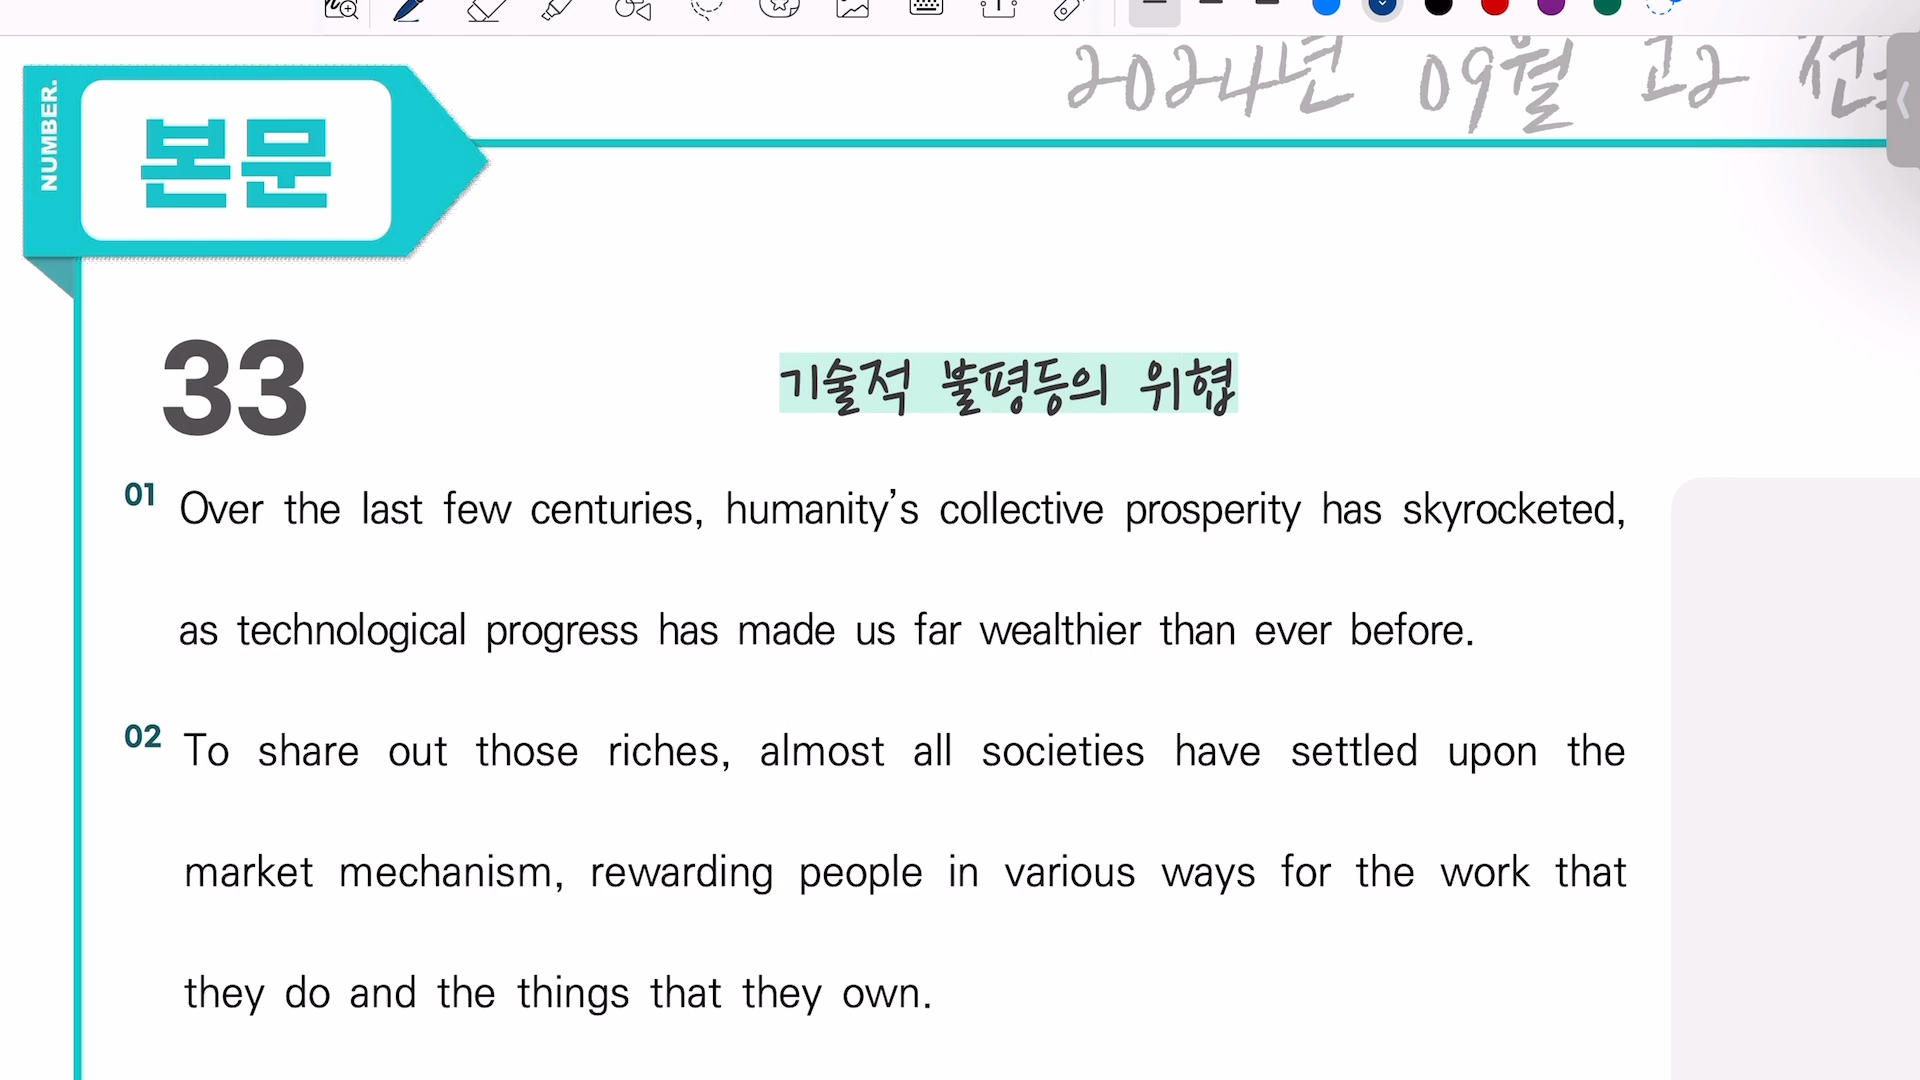 2024년 09월 고2
NUMBER.
본문
33
기술적 불평등의 위협
01 Over the last few centuries, humanity’s collective prosperity has skyrocketed,
as technological progress has made us far wealthier than ever before.
02 To share out those riches, almost all societies have settled upon the
market mechanism, rewarding people in various ways for the work that
they do and the things that they own.